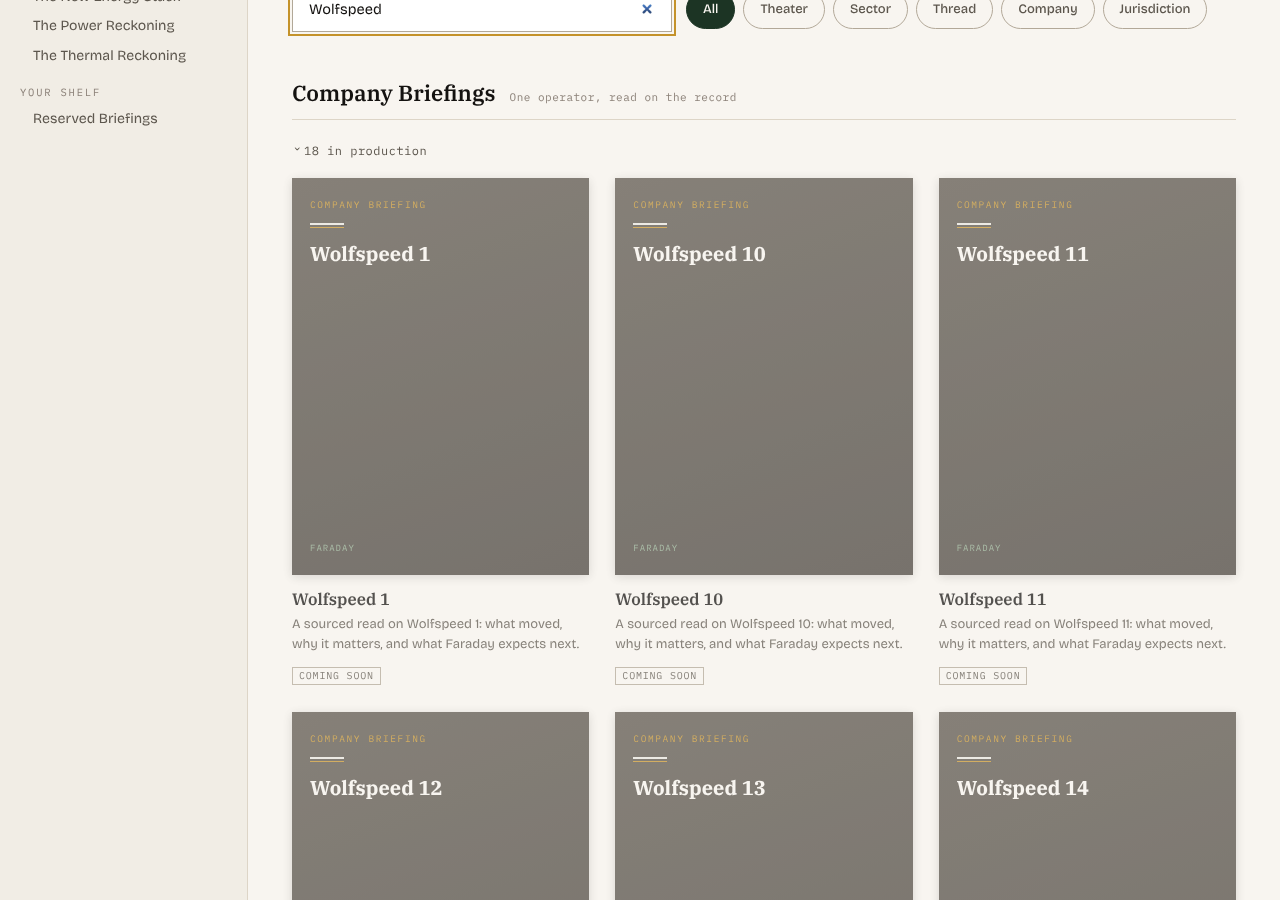 The Power Reckoning
The Thermal Reckoning
YOUR SHELF
Reserved Briefings
Wolfspeed
All
Theater
Sector
Thread
Company
Jurisdiction
Company Briefings
One operator, read on the record
18 in production
COMPANY BRIEFING
Wolfspeed 1
FARADAY
Wolfspeed 1
A sourced read on Wolfspeed 1: what moved,
why it matters, and what Faraday expects next.
COMING SOON
COMPANY BRIEFING
Wolfspeed 10
FARADAY
Wolfspeed 10
A sourced read on Wolfspeed 10: what moved,
why it matters, and what Faraday expects next.
COMING SOON
COMPANY BRIEFING
Wolfspeed 11
FARADAY
Wolfspeed 11
A sourced read on Wolfspeed 11: what moved,
why it matters, and what Faraday expects next.
COMING SOON
COMPANY BRIEFING
Wolfspeed 12
COMPANY BRIEFING
Wolfspeed 13
COMPANY BRIEFING
Wolfspeed 14